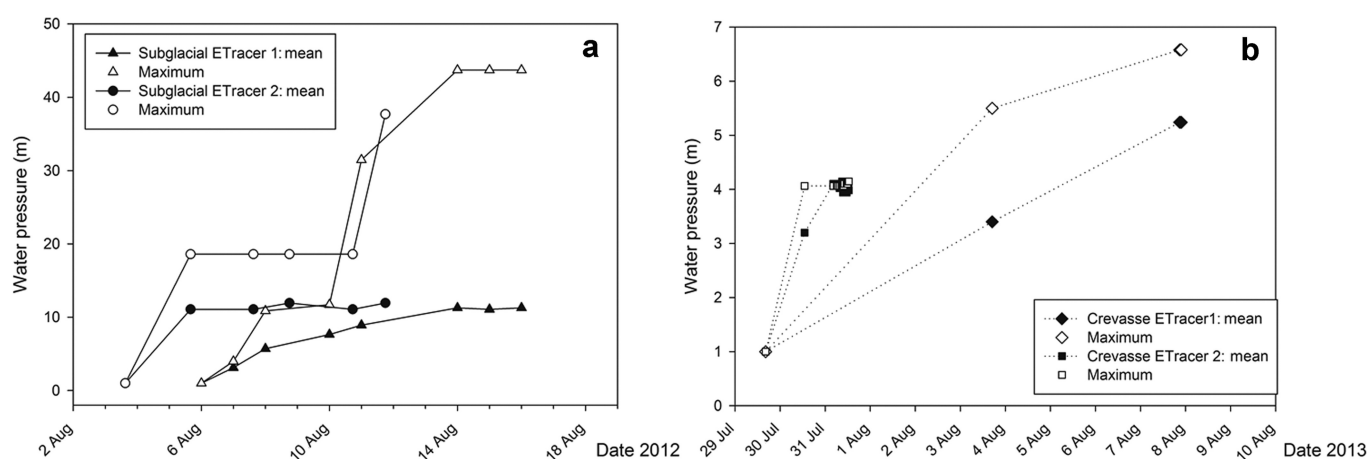 a
Subglacial ETracer 1: mean
Maximum
Subglacial ETracer 2: mean
Maximum
Water pressure (m)
50
40
30
20
10
0
2 Aug
6 Aug
10 Aug
14 Aug
18 Aug
Date 2012
b
Water pressure (m)
7
6
5
4
3
2
1
0
Crevasse ETracer1: mean
Maximum
Crevasse ETracer 2: mean
Maximum
29 Jul
30 Jul
31 Jul
1 Aug
2 Aug
3 Aug
4 Aug
5 Aug
6 Aug
7 Aug
8 Aug
9 Aug
10 Aug
Date 2013